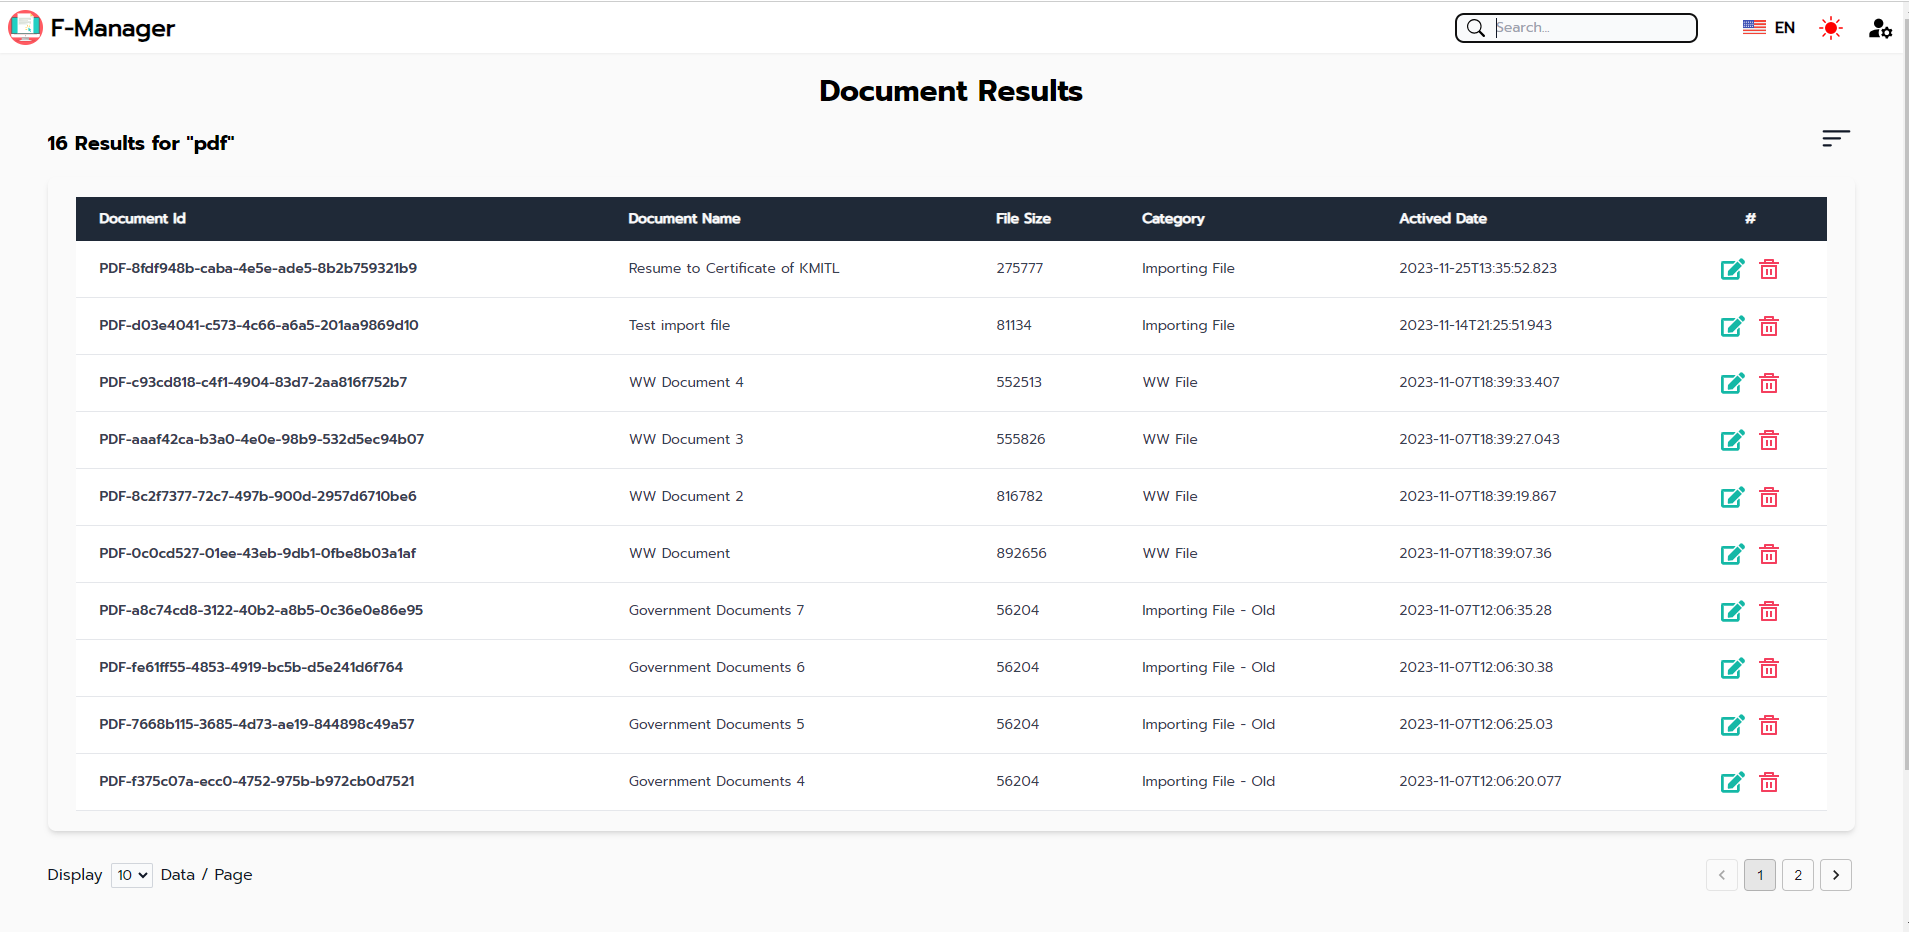 F-Manager
Search...
EN
Document Results
16 Results for "pdf"
Document Id Document Name File Size Category Actived Date #
PDF-8fdf948b-caba-4e5e-ade5-8b2b759321b9 Resume to Certificate of KMITL 275777 Importing File 2023-11-25T13:35:52.823
PDF-d03e4041-c573-4c66-a6a5-201aa9869d10 Test import file 81134 Importing File 2023-11-14T21:25:51.943
PDF-c93cd818-c4f1-4904-83d7-2aa816f752b7 WW Document 4 552513 WW File 2023-11-07T18:39:33.407
PDF-aaaf42ca-b3a0-4e0e-98b9-532d5ec94b07 WW Document 3 555826 WW File 2023-11-07T18:39:27.043
PDF-8c2f7377-72c7-497b-900d-2957d6710be6 WW Document 2 816782 WW File 2023-11-07T18:39:19.867
PDF-0c0cd527-01ee-43eb-9db1-0fbe8b03a1af WW Document 892656 WW File 2023-11-07T18:39:07.36
PDF-a8c74cd8-3122-40b2-a8b5-0c36e0e86e95 Government Documents 7 56204 Importing File - Old 2023-11-07T12:06:35.28
PDF-fe61ff55-4853-4919-bc5b-d5e241d6f764 Government Documents 6 56204 Importing File - Old 2023-11-07T12:06:30.38
PDF-7668b115-3685-4d73-ae19-844898c49a57 Government Documents 5 56204 Importing File - Old 2023-11-07T12:06:25.03
PDF-f375c07a-ecc0-4752-975b-b972cb0d7521 Government Documents 4 56204 Importing File - Old 2023-11-07T12:06:20.077
Display 10 Data / Page
1 2